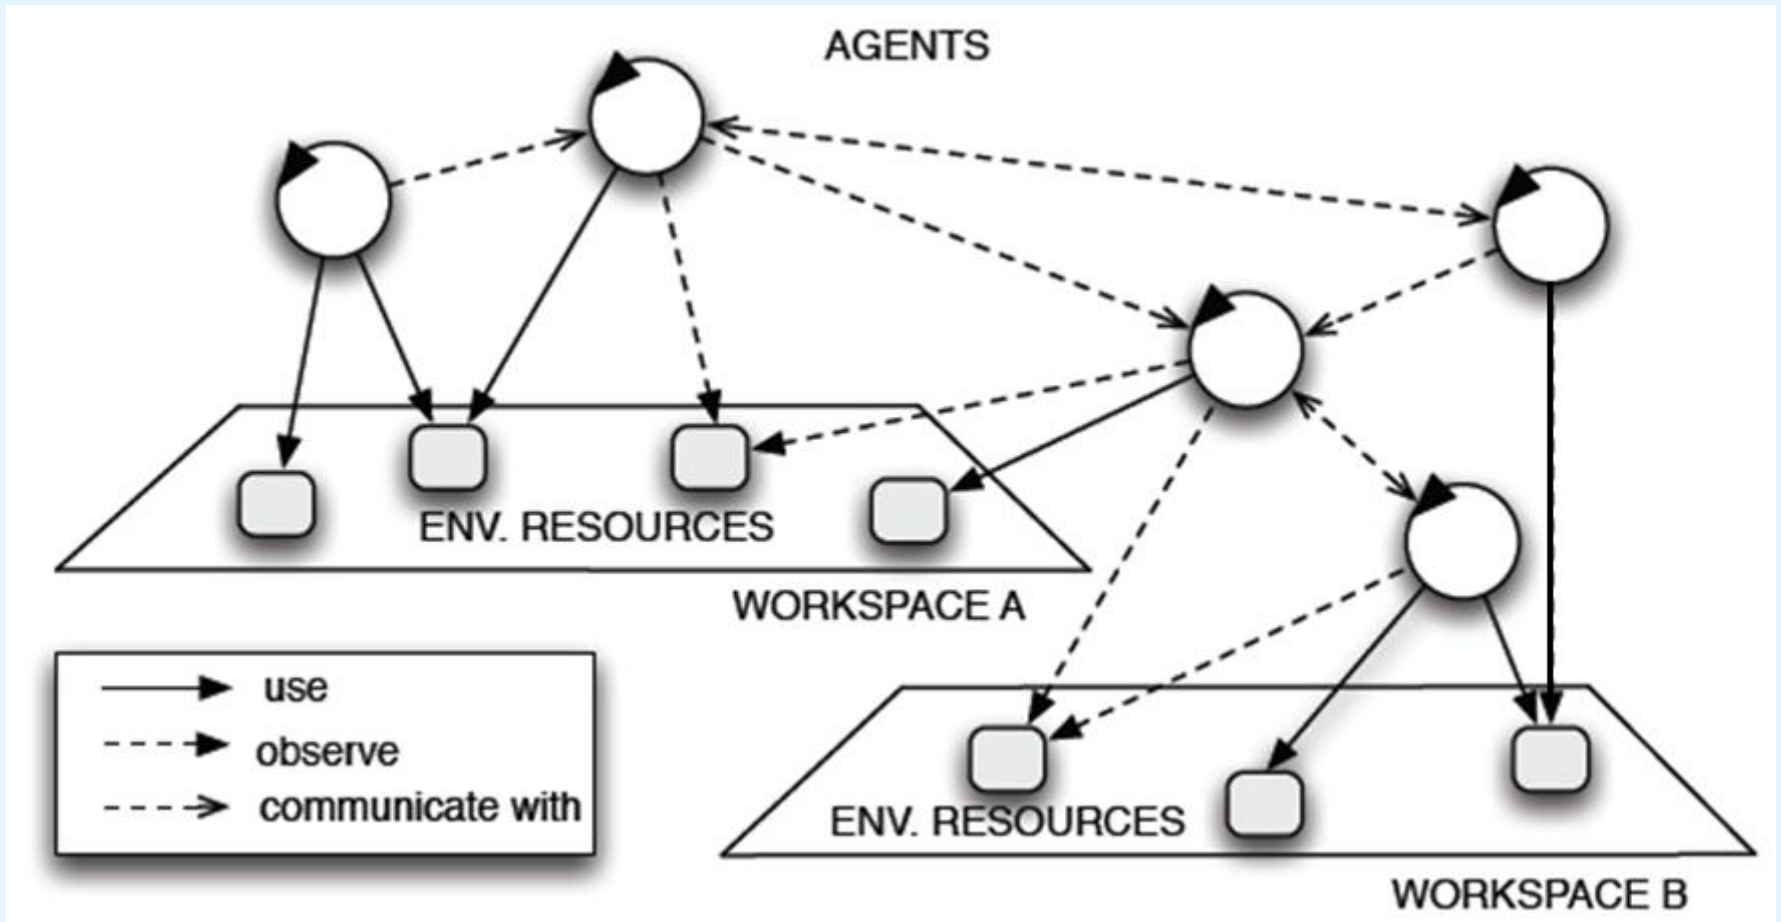 AGENTS
ENV. RESOURCES
WORKSPACE A
use
observe
communicate with
ENV. RESOURCES
WORKSPACE B